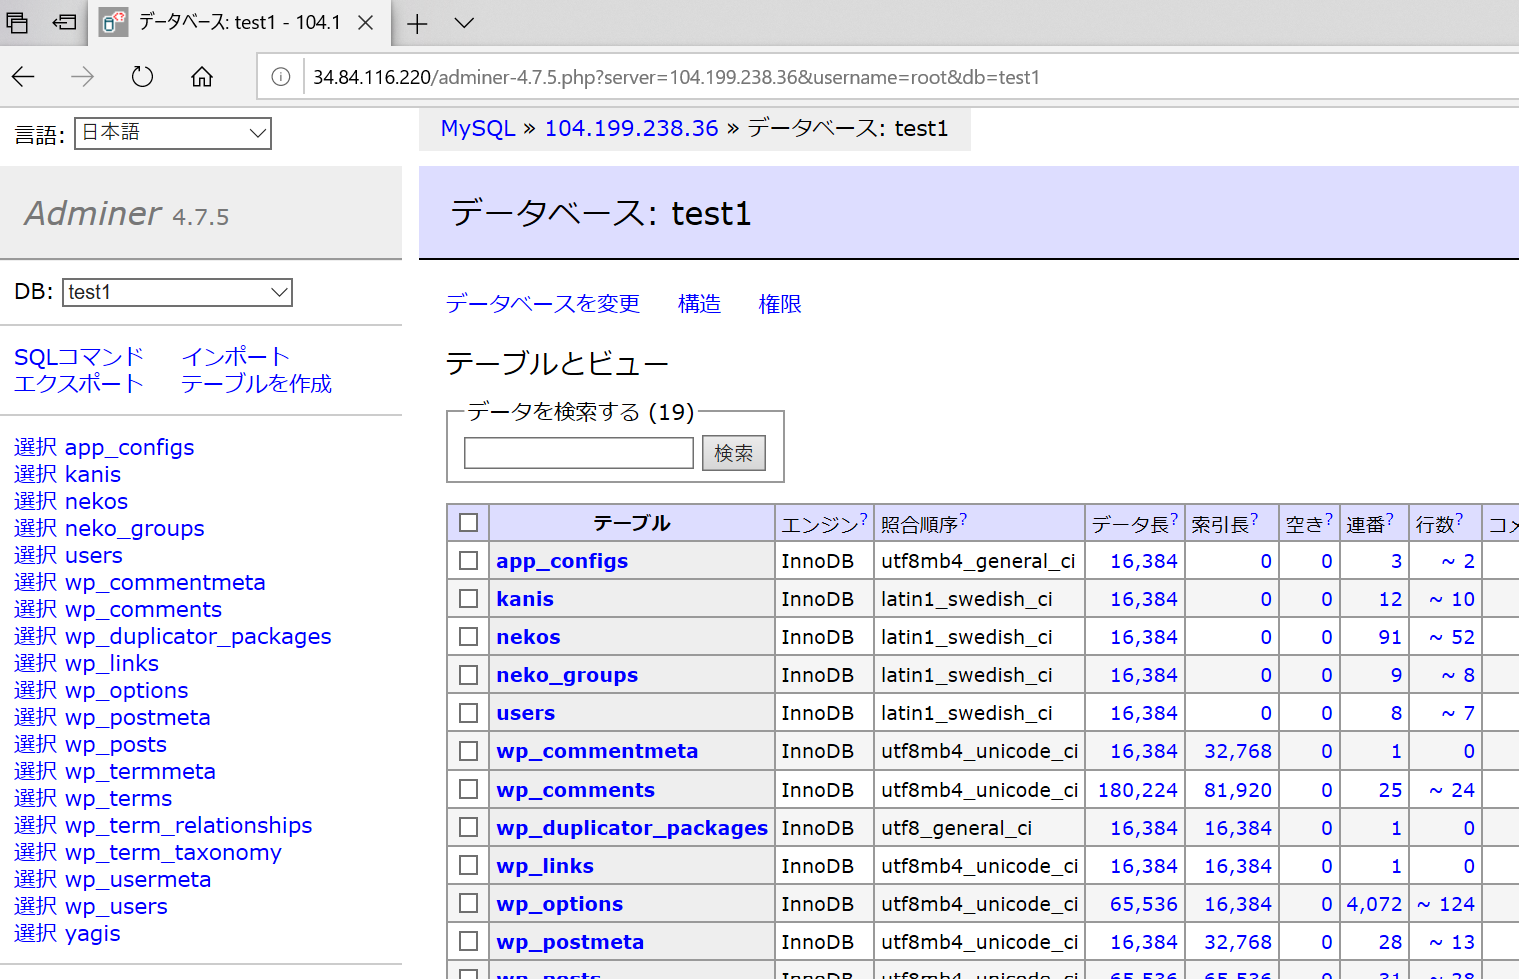 データベース: test1 - 104.1
34.84.116.220/adminer-4.7.5.php?server=104.199.238.36&username=root&db=test1
言語: 日本語
MySQL » 104.199.238.36 » データベース: test1
Adminer 4.7.5
データベース: test1
DB: test1
データベースを変更 構造 権限
SQLコマンド インポート
エクスポート テーブルを作成
テーブルとビュー
データを検索する (19)
検索
選択 app_configs
選択 kanis
選択 nekos
選択 neko_groups
選択 users
選択 wp_commentmeta
選択 wp_comments
選択 wp_duplicator_packages
選択 wp_links
選択 wp_options
選択 wp_postmeta
選択 wp_posts
選択 wp_termmeta
選択 wp_terms
選択 wp_term_relationships
選択 wp_term_taxonomy
選択 wp_usermeta
選択 wp_users
選択 yagis
テーブル エンジン? 照合順序? データ長? 索引長? 空き? 連番? 行数? コメ
app_configs InnoDB utf8mb4_general_ci 16,384 0 0 3 ~ 2
kanis InnoDB latin1_swedish_ci 16,384 0 0 12 ~ 10
nekos InnoDB latin1_swedish_ci 16,384 0 0 91 ~ 52
neko_groups InnoDB latin1_swedish_ci 16,384 0 0 9 ~ 8
users InnoDB latin1_swedish_ci 16,384 0 0 8 ~ 7
wp_commentmeta InnoDB utf8mb4_unicode_ci 16,384 32,768 0 1 0
wp_comments InnoDB utf8mb4_unicode_ci 180,224 81,920 0 25 ~ 24
wp_duplicator_packages InnoDB utf8_general_ci 16,384 16,384 0 1 0
wp_links InnoDB utf8mb4_unicode_ci 16,384 16,384 0 1 0
wp_options InnoDB utf8mb4_unicode_ci 65,536 16,384 0 4,072 ~ 124
wp_postmeta InnoDB utf8mb4_unicode_ci 16,384 32,768 0 28 ~ 13
wp_posts InnoDB utf8mb4_unicode_ci 65,536 65,536 0 31 ~ 28